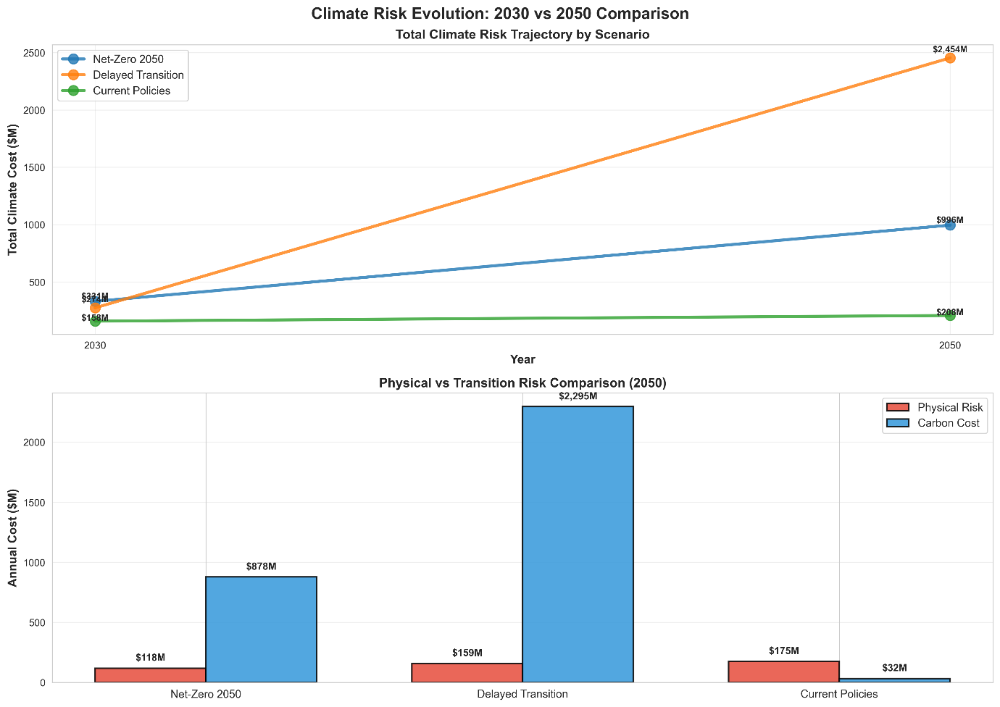 Climate Risk Evolution: 2030 vs 2050 Comparison
Total Climate Risk Trajectory by Scenario
Net-Zero 2050
Delayed Transition
Current Policies
Total Climate Cost ($M)
2500
2000
1500
1000
500
$2,454M
$996M
$331M
$274M
$158M
$208M
2030
2050
Year
Physical vs Transition Risk Comparison (2050)
Physical Risk
Carbon Cost
Annual Cost ($M)
2000
1500
1000
500
0
$118M
$878M
$159M
$2,295M
$175M
$32M
Net-Zero 2050
Delayed Transition
Current Policies